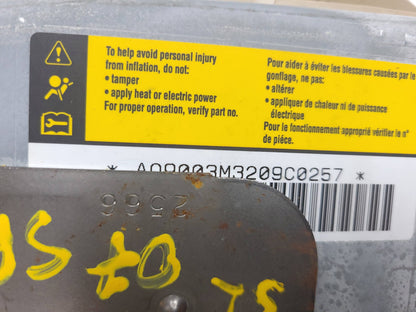 To help avoid personal injury
from inflation, do not:
• tamper
• apply heat or electric power
For proper operation, verify part no.
Pour aider à éviter les blessures causées par le
gonflage, ne pas:
• altérer
• appliquer de chaleur ni de puissance
électrique
Pour le fonctionnement approprié vérifier le n°
de pièce.
* A09003M3209C0257 *
2566
07